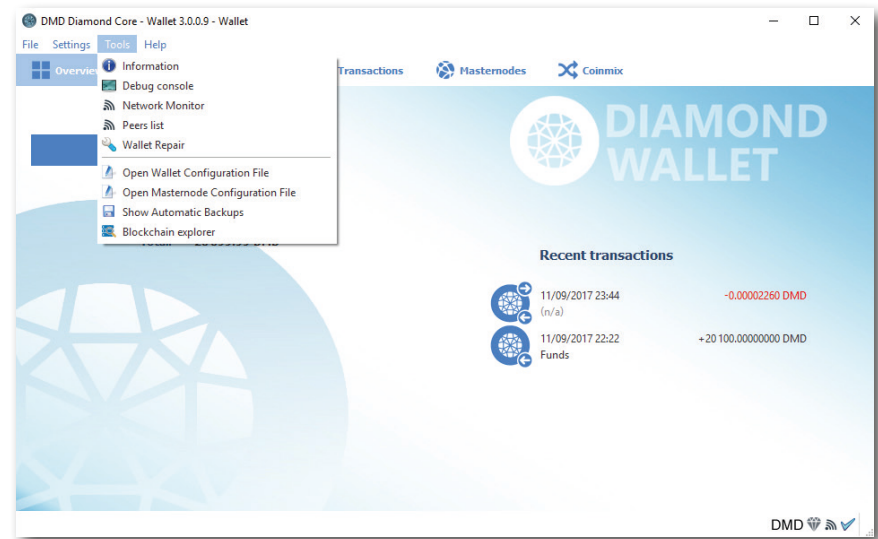 DMD Diamond Core - Wallet 3.0.0.9 - Wallet
File Settings Tools Help
Transactions Masternodes Coinmix
Information
Debug console
Network Monitor
Peers list
Wallet Repair
Open Wallet Configuration File
Open Masternode Configuration File
Show Automatic Backups
Blockchain explorer
DIAMOND
WALLET
Recent transactions
11/09/2017 23:44 -0.00002260 DMD
(n/a)
11/09/2017 22:22 +20 100.00000000 DMD
Funds
DMD